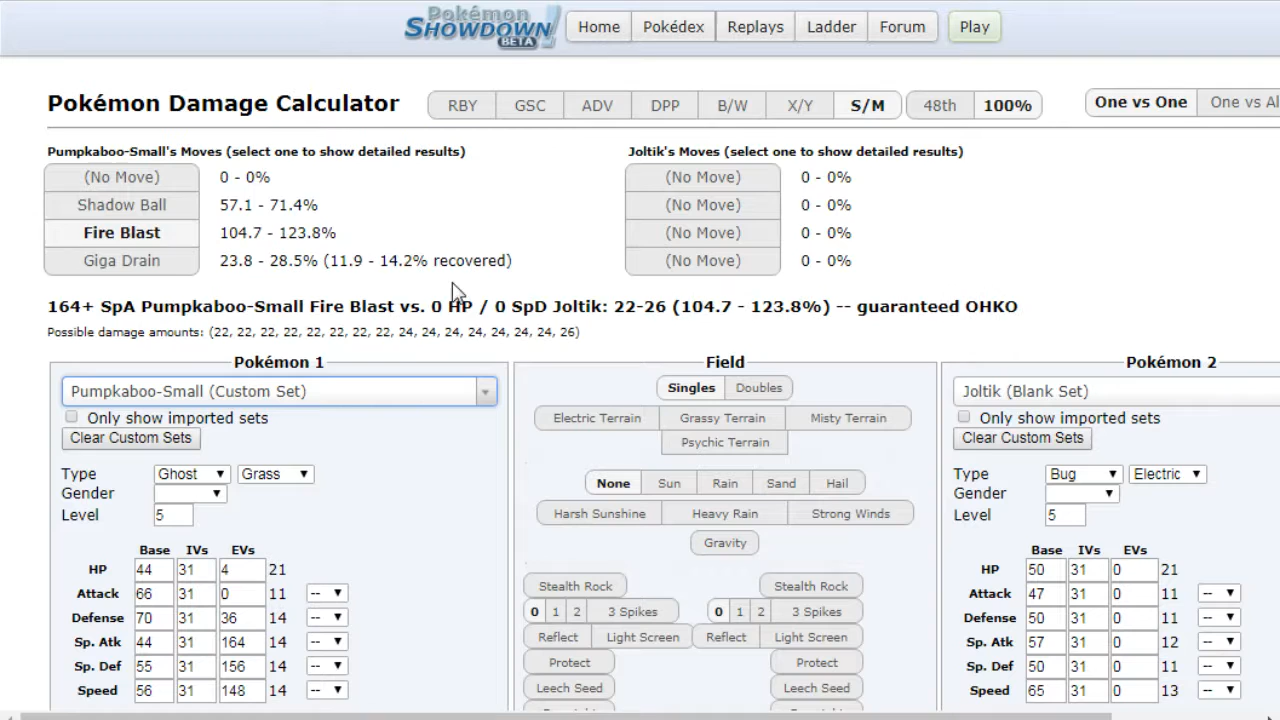 Pokémon SHOWDOWN! BETA Home Pokédex Replays Ladder Forum Play
Pokémon Damage Calculator RBY GSC ADV DPP B/W X/Y S/M 48th 100% One vs One One vs Al
Pumpkaboo-Small's Moves (select one to show detailed results) Joltik's Moves (select one to show detailed results)
(No Move) 0 - 0% (No Move) 0 - 0%
Shadow Ball 57.1 - 71.4% (No Move) 0 - 0%
Fire Blast 104.7 - 123.8% (No Move) 0 - 0%
Giga Drain 23.8 - 28.5% (11.9 - 14.2% recovered) (No Move) 0 - 0%
164+ SpA Pumpkaboo-Small Fire Blast vs. 0 HP / 0 SpD Joltik: 22-26 (104.7 - 123.8%) -- guaranteed OHKO
Possible damage amounts: (22, 22, 22, 22, 22, 22, 22, 22, 24, 24, 24, 24, 24, 24, 24, 26)
Pokémon 1 Field Pokémon 2
Pumpkaboo-Small (Custom Set) Singles Doubles Joltik (Blank Set)
Only show imported sets Electric Terrain Grassy Terrain Misty Terrain Only show imported sets
Clear Custom Sets Psychic Terrain Clear Custom Sets
Type Ghost Grass None Sun Rain Sand Hail Type Bug Electric
Gender Gender
Level 5 Harsh Sunshine Heavy Rain Strong Winds Level 5
Gravity
Base IVs EVs Base IVs EVs
HP 44 31 4 21 Stealth Rock Stealth Rock HP 50 31 0 21
Attack 66 31 0 11 -- 0 1 2 3 Spikes 0 1 2 3 Spikes Attack 47 31 0 11 --
Defense 70 31 36 14 -- Reflect Light Screen Reflect Light Screen Defense 50 31 0 11 --
Sp. Atk 44 31 164 14 -- Sp. Atk 57 31 0 12 --
Sp. Def 55 31 156 14 -- Protect Protect Sp. Def 50 31 0 11 --
Speed 56 31 148 14 -- Leech Seed Leech Seed Speed 65 31 0 13 --